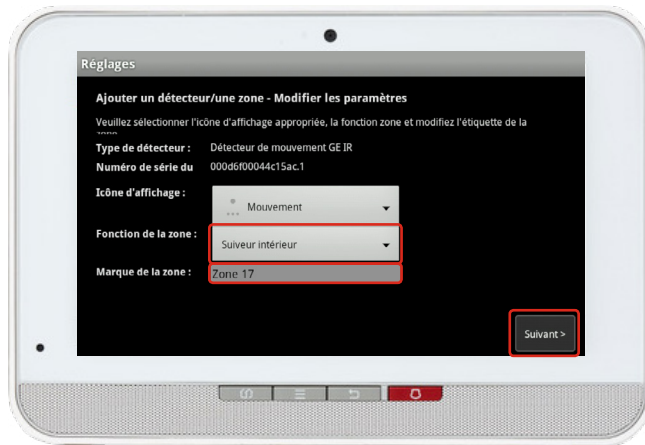 Réglages
Ajouter un détecteur/une zone - Modifier les paramètres
Veuillez sélectionner l'icône d'affichage appropriée, la fonction zone et modifiez l'étiquette de la
zone
Type de détecteur : Détecteur de mouvement GE IR
Numéro de série du 000d6f00044c15ac.1
Icône d'affichage :
Mouvement
Fonction de la zone :
Suiveur intérieur
Marque de la zone : Zone 17
Suivant >